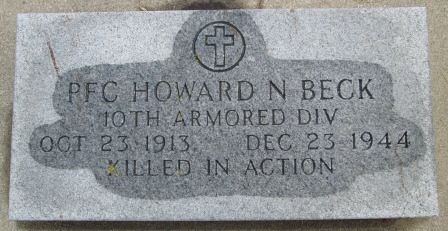 PFC HOWARD N BECK
10TH ARMORED DIV
OCT 23 1913. DEC 23 1944
KILLED IN ACTION